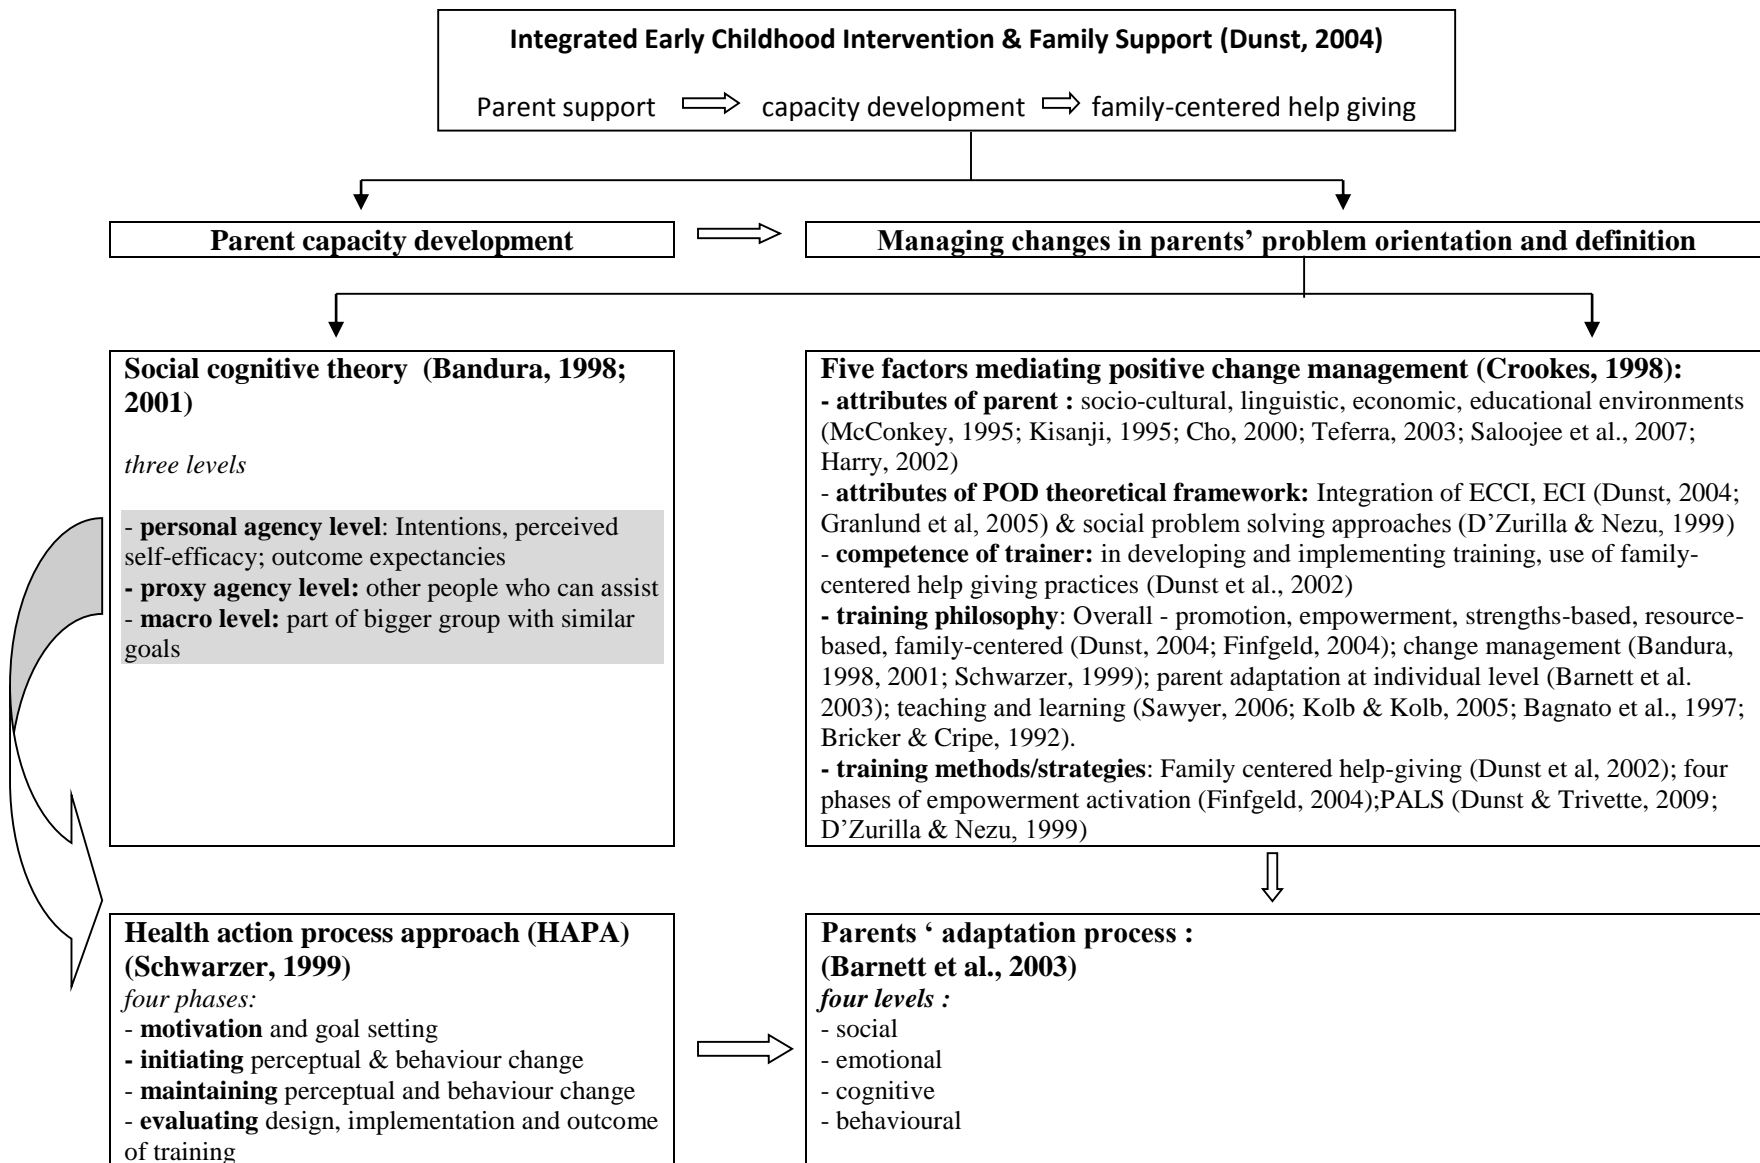 Integrated Early Childhood Intervention & Family Support (Dunst, 2004)
Parent support capacity development family-centered help giving
Parent capacity development
Managing changes in parents’ problem orientation and definition
Social cognitive theory (Bandura, 1998;
2001)
three levels
- personal agency level: Intentions, perceived
self-efficacy; outcome expectancies
- proxy agency level: other people who can assist
- macro level: part of bigger group with similar
goals
Five factors mediating positive change management (Crookes, 1998):
- attributes of parent : socio-cultural, linguistic, economic, educational environments
(McConkey, 1995; Kisanji, 1995; Cho, 2000; Teferra, 2003; Saloojee et al., 2007;
Harry, 2002)
- attributes of POD theoretical framework: Integration of ECCI, ECI (Dunst, 2004;
Granlund et al, 2005) & social problem solving approaches (D’Zurilla & Nezu, 1999)
- competence of trainer: in developing and implementing training, use of family-
centered help giving practices (Dunst et al., 2002)
- training philosophy: Overall - promotion, empowerment, strengths-based, resource-
based, family-centered (Dunst, 2004; Finfgeld, 2004); change management (Bandura,
1998, 2001; Schwarzer, 1999); parent adaptation at individual level (Barnett et al.
2003); teaching and learning (Sawyer, 2006; Kolb & Kolb, 2005; Bagnato et al., 1997;
Bricker & Cripe, 1992).
- training methods/strategies: Family centered help-giving (Dunst et al, 2002); four
phases of empowerment activation (Finfgeld, 2004);PALS (Dunst & Trivette, 2009;
D’Zurilla & Nezu, 1999)
Health action process approach (HAPA)
(Schwarzer, 1999)
four phases:
- motivation and goal setting
- initiating perceptual & behaviour change
- maintaining perceptual and behaviour change
- evaluating design, implementation and outcome
of training
Parents ‘ adaptation process :
(Barnett et al., 2003)
four levels :
- social
- emotional
- cognitive
- behavioural